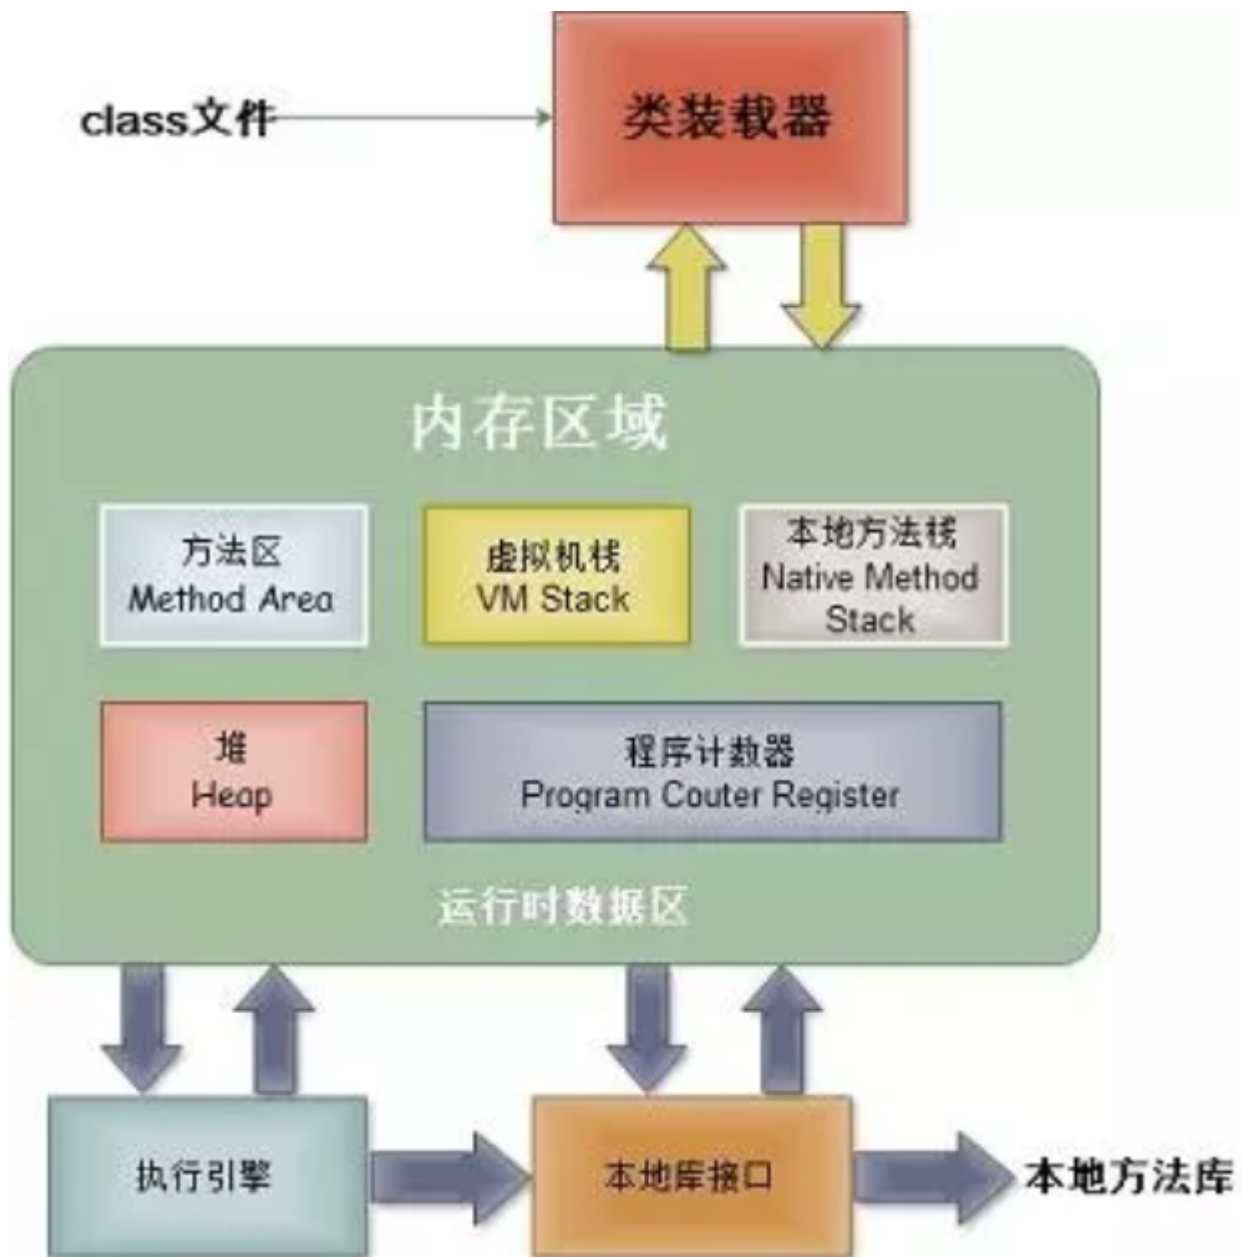 class文件
类装载器
内存区域
方法区
Method Area
虚拟机栈
VM Stack
本地方法栈
Native Method
Stack
堆
Heap
程序计数器
Program Couter Register
运行时数据区
执行引擎
本地库接口
本地方法库